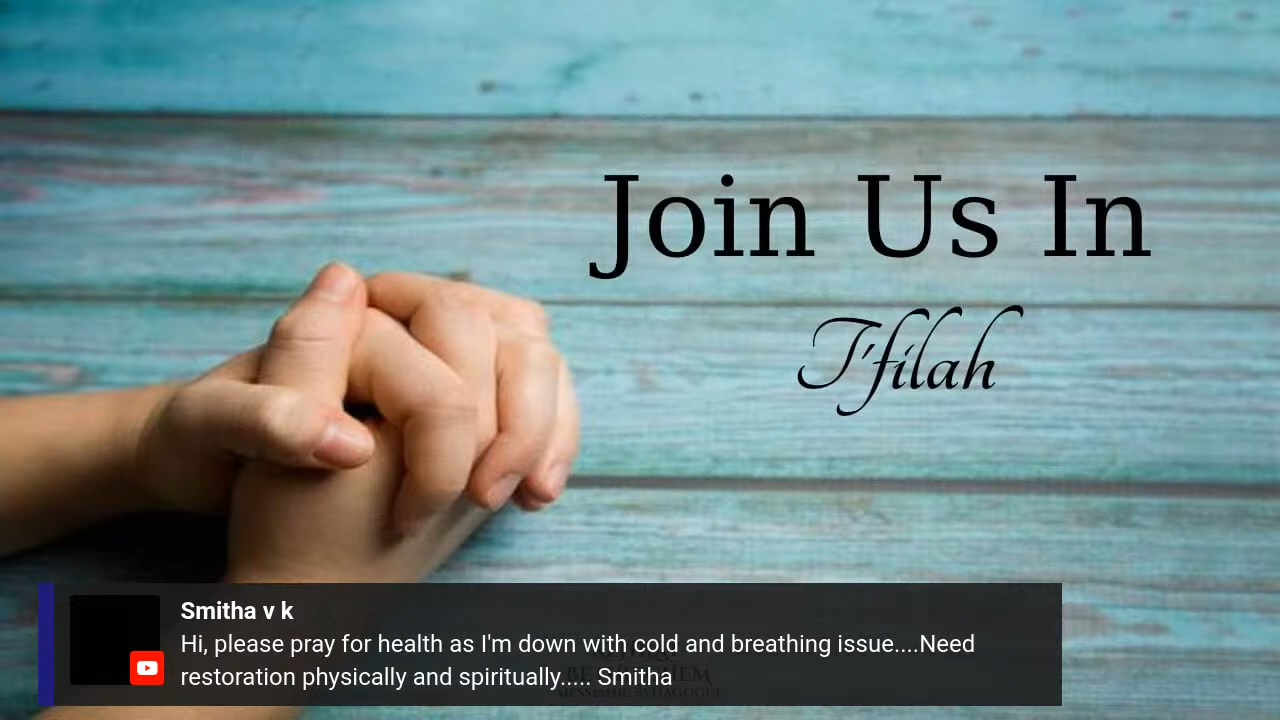 Join Us In
T'filah
Smitha v k
Hi, please pray for health as I'm down with cold and breathing issue....Need
restoration physically and spiritually..... Smitha